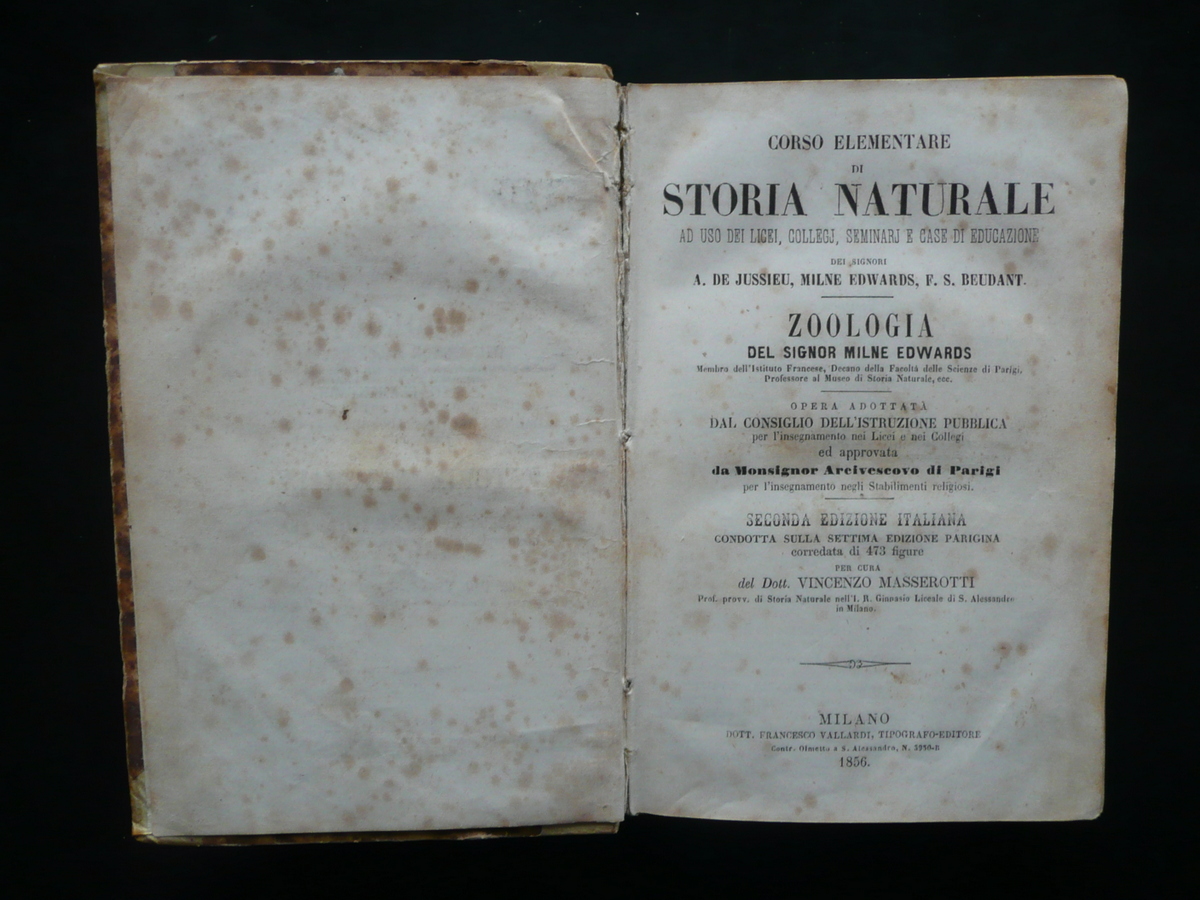 CORSO ELEMENTARE
DI
STORIA NATURALE
AD USO DEI LICEI, COLLEGJ, SEMINARJ E CASE DI EDUCAZIONE
DEI SIGNORI
A. DE JUSSIEU, MILNE EDWARDS, F. S. BEUDANT.
ZOOLOGIA
DEL SIGNOR MILNE EDWARDS
Membro dell'Istituto Francese, Decano della Facoltà delle Scienze di Parigi,
Professore al Museo di Storia Naturale, ecc.
OPERA ADOTTATA
DAL CONSIGLIO DELL'ISTRUZIONE PUBBLICA
per l'insegnamento nei Licei e nei Collegi
ed approvata
da Monsignor Arcivescovo di Parigi
per l'insegnamento negli Stabilimenti religiosi.
SECONDA EDIZIONE ITALIANA
CONDOTTA SULLA SETTIMA EDIZIONE PARIGINA
corredata di 473 figure
PER CURA
del Dott. VINCENZO MASSEROTTI
Prof. provv. di Storia Naturale nell'I. R. Ginnasio Liceale di S. Alessandro
in Milano.
MILANO
DOTT. FRANCESCO VALLARDI, TIPOGRAFO-EDITORE
Contr. Olmetto a S. Alessandro, N.
1856.